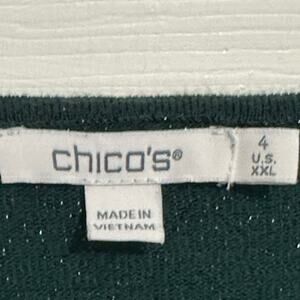 chico's®
4
U.S.
XXL
MADE IN
VIETNAM